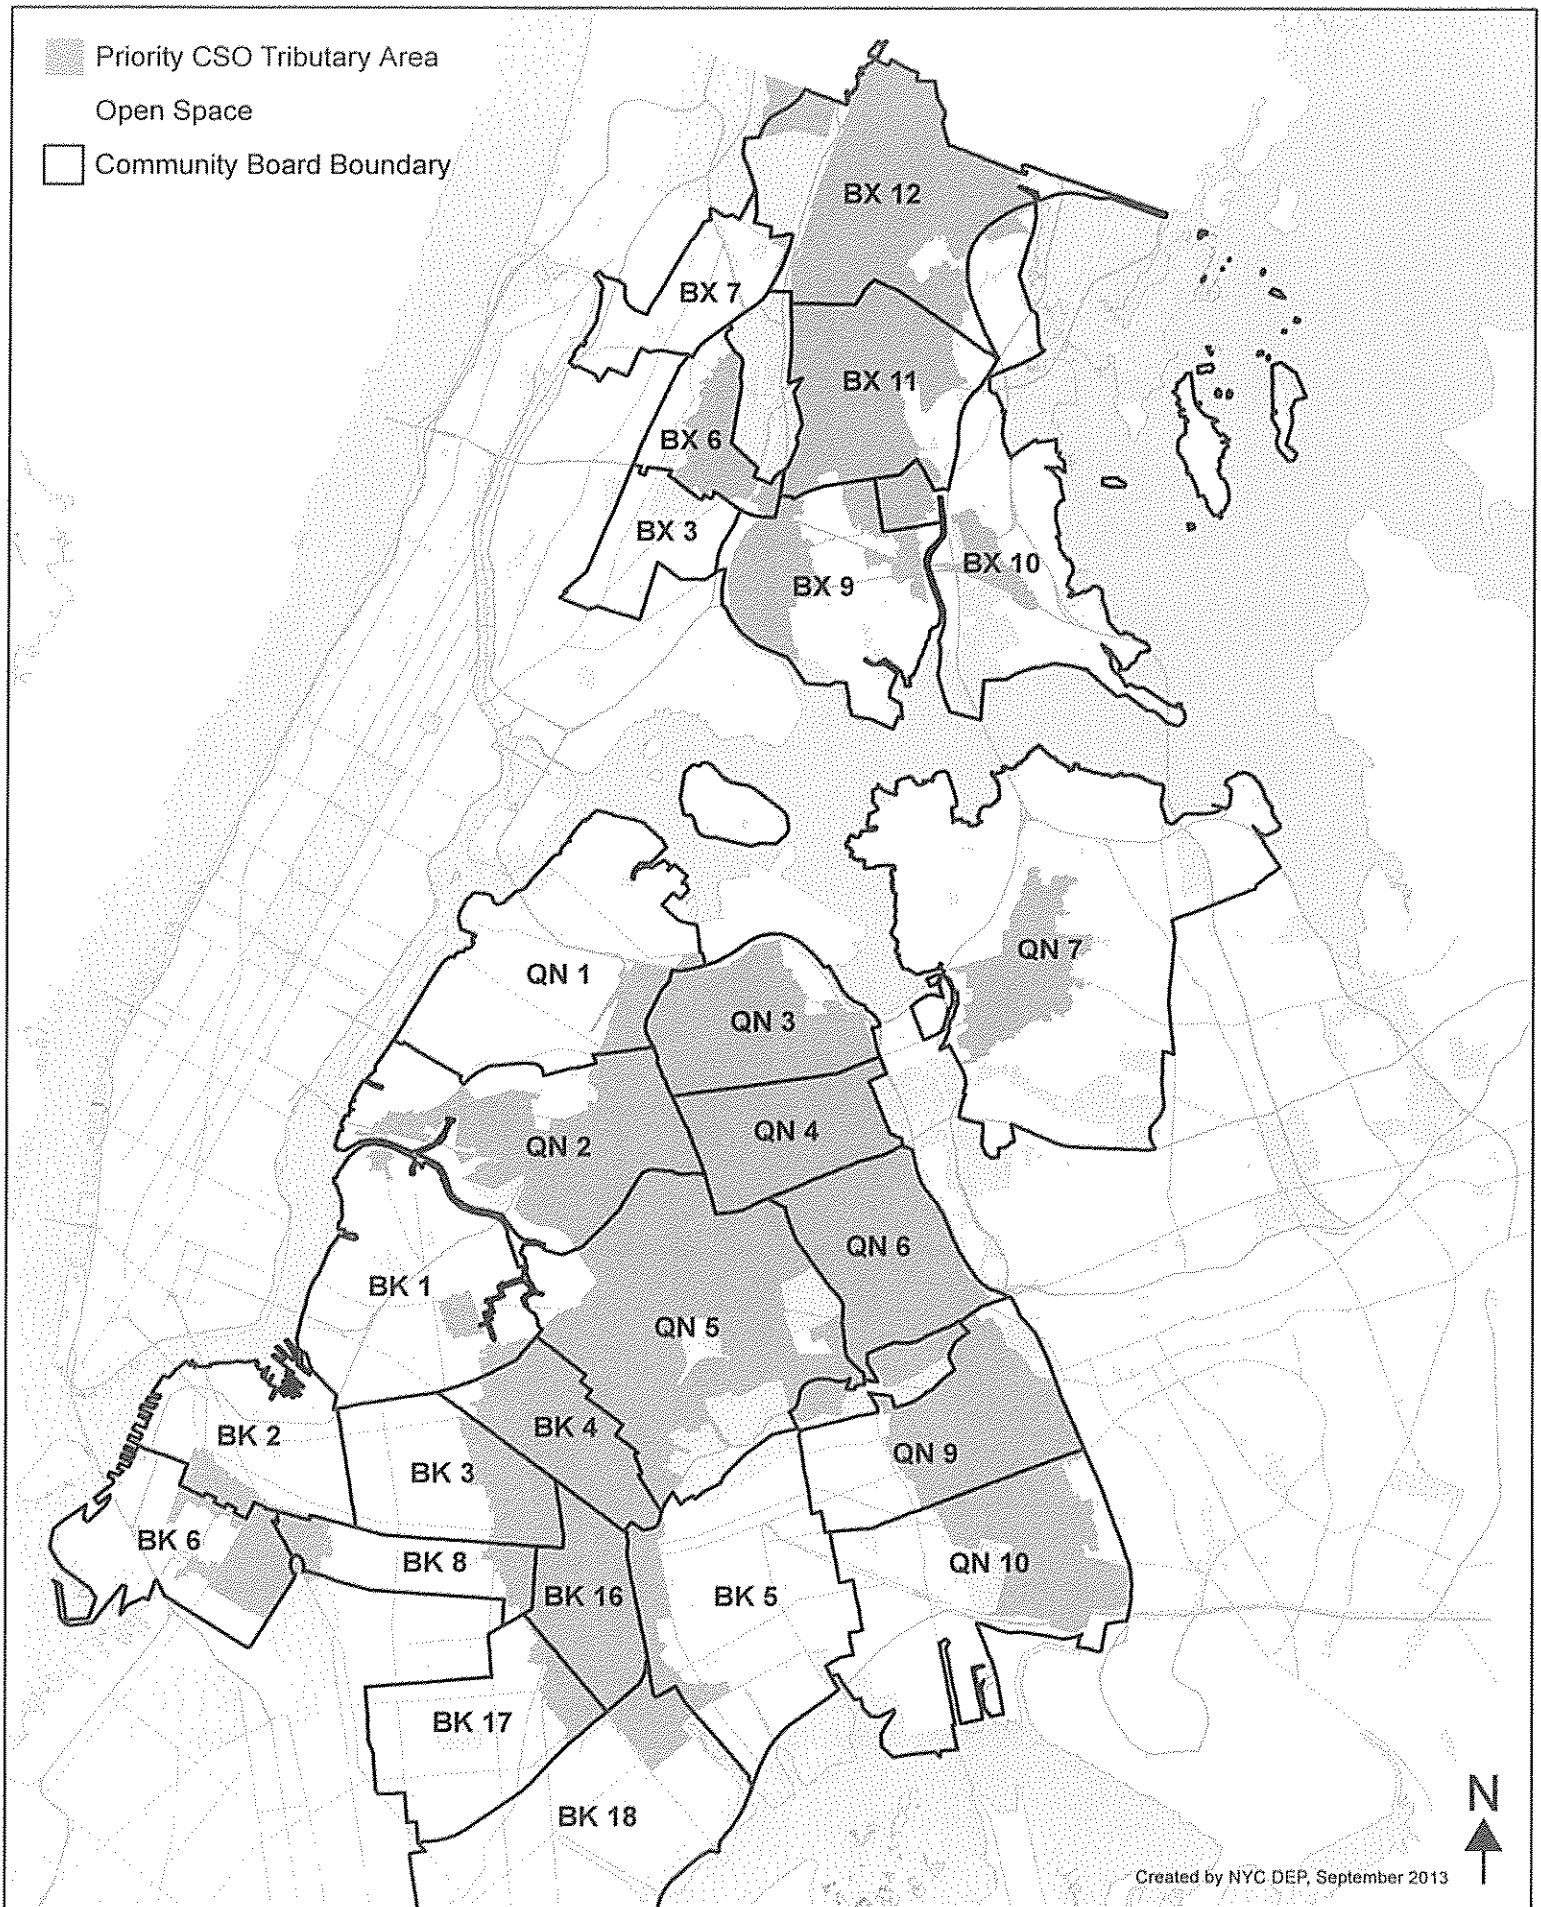 Priority CSO Tributary Area
Open Space
Community Board Boundary
BX 12
BX 7
BX 11
BX 6
BX 3
BX 10
BX 9
QN 7
QN 1
QN 3
QN 4
QN 2
QN 6
BK 1
QN 5
BK 4
BK 2
QN 9
BK 3
BK 6
BK 8
QN 10
BK 16
BK 5
BK 17
BK 18
N
Created by NYC DEP, September 2013